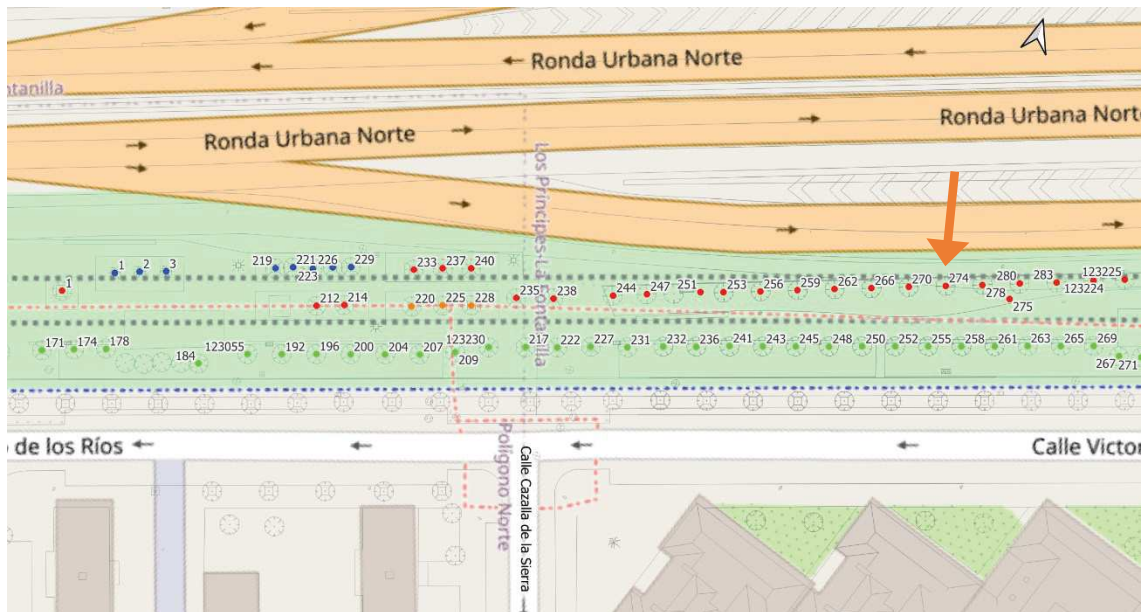 Ronda Urbana Norte
ntanilla
Ronda Urbana Norte
Ronda Urbana Norte
Los Príncipes-La Fontanilla
1 2 3 219 221 226 229 233 237 240
223
1
212 214 220 225 228 235 238 244 247 251 253 256 259 262 266 270 274 280 283 123225
278 123224
275
171 174 178 184 123055 192 196 200 204 207 123230 217 222 227 231 232 236 241 243 245 248 250 252 255 258 261 263 265 269
209
267 271
o de los Ríos
Calle Victor
Polígono Norte
Calle Cazalla de la Sierra